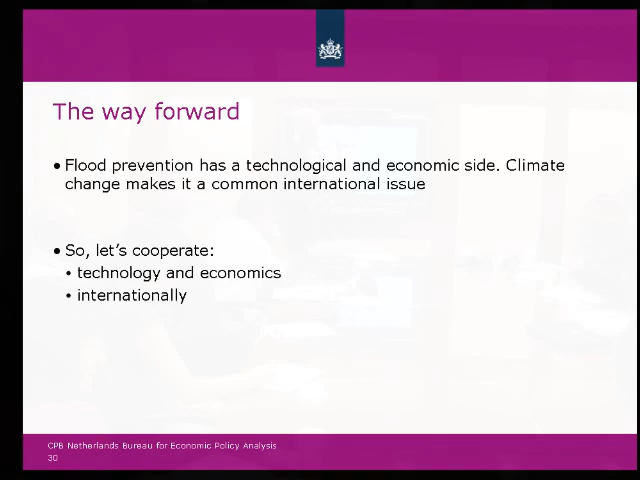 The way forward
• Flood prevention has a technological and economic side. Climate
change makes it a common international issue
• So, let's cooperate:
• technology and economics
• internationally
CPB Netherlands Bureau for Economic Policy Analysis
30